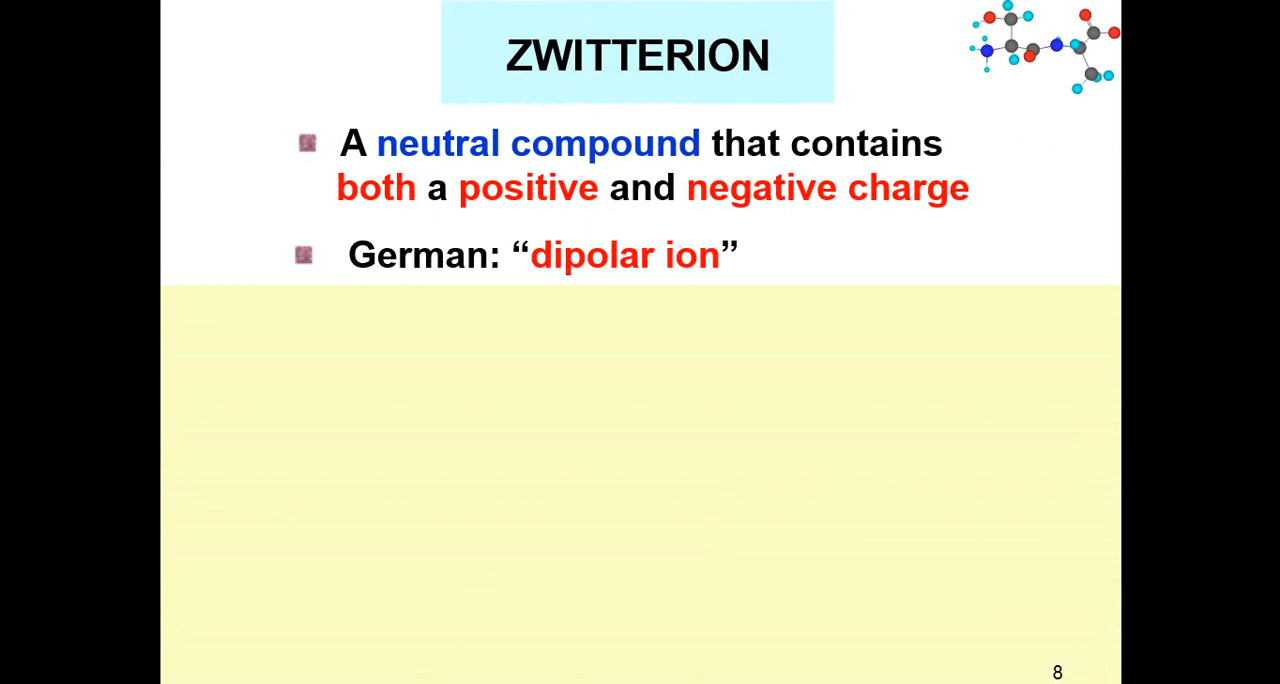 ZWITTERION
A neutral compound that contains
both a positive and negative charge
German: “dipolar ion”
8